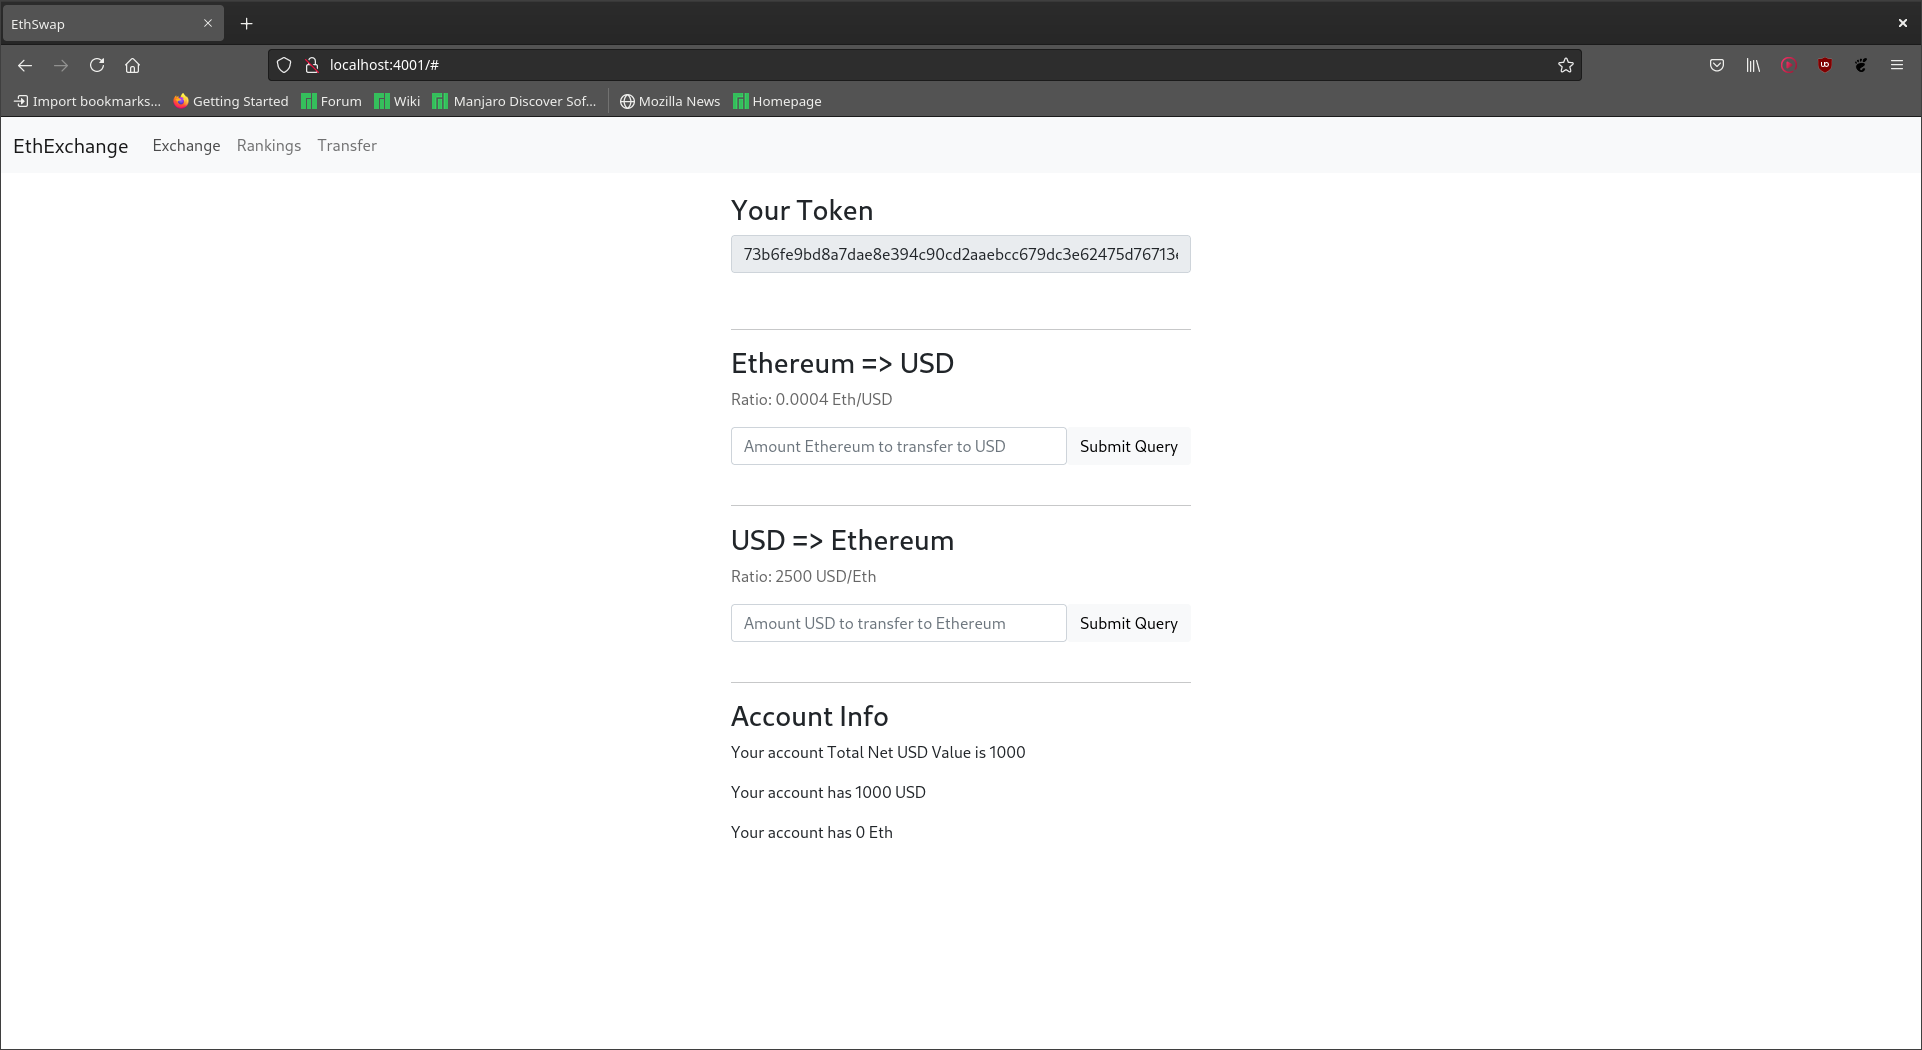 EthSwap
localhost:4001/#
Import bookmarks... Getting Started Forum Wiki Manjaro Discover Sof... Mozilla News Homepage
EthExchange Exchange Rankings Transfer
Your Token
73b6fe9bd8a7dae8e394c90cd2aaebcc679dc3e62475d76713
Ethereum => USD
Ratio: 0.0004 Eth/USD
Amount Ethereum to transfer to USD Submit Query
USD => Ethereum
Ratio: 2500 USD/Eth
Amount USD to transfer to Ethereum Submit Query
Account Info
Your account Total Net USD Value is 1000
Your account has 1000 USD
Your account has 0 Eth